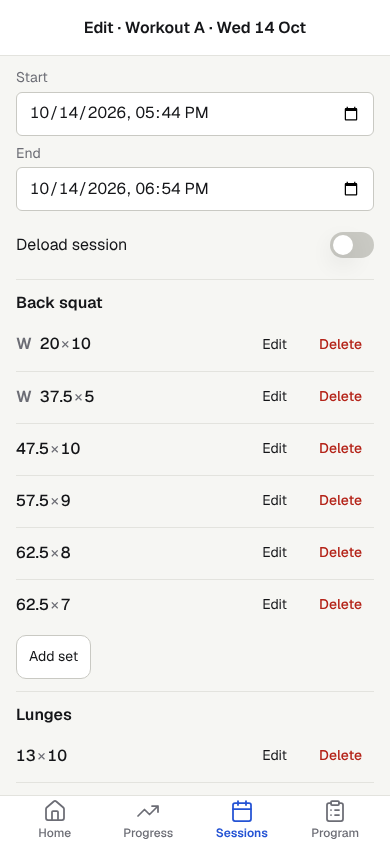 Edit · Workout A · Wed 14 Oct
Start
10/14/2026, 05:44 PM
End
10/14/2026, 06:54 PM
Deload session
Back squat
W 20×10 Edit Delete
W 37.5×5 Edit Delete
47.5×10 Edit Delete
57.5×9 Edit Delete
62.5×8 Edit Delete
62.5×7 Edit Delete
Add set
Lunges
13×10 Edit Delete
Home Progress Sessions Program